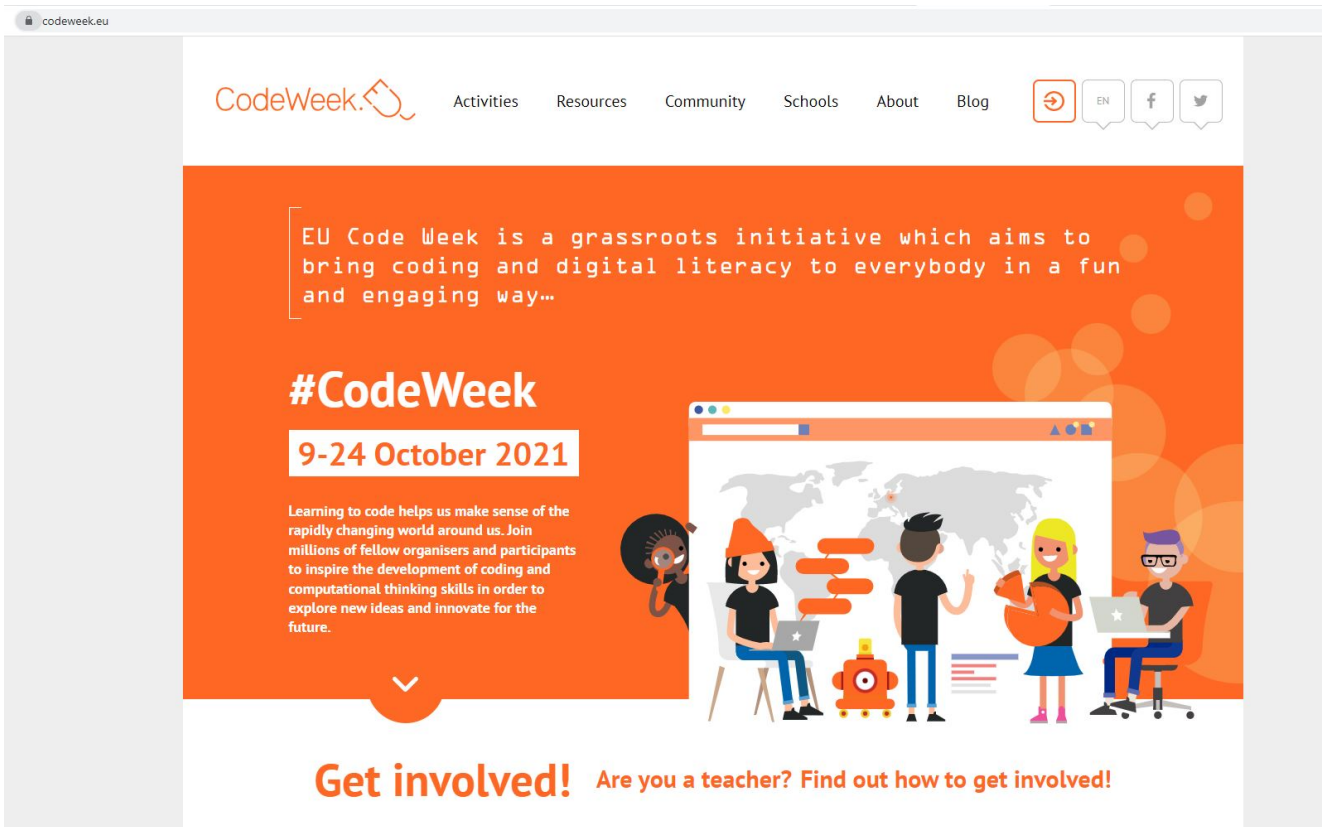 codeweek.eu
CodeWeek.
Activities Resources Community Schools About Blog EN
EU Code Week is a grassroots initiative which aims to
bring coding and digital literacy to everybody in a fun
and engaging way…
#CodeWeek
9-24 October 2021
Learning to code helps us make sense of the
rapidly changing world around us. Join
millions of fellow organisers and participants
to inspire the development of coding and
computational thinking skills in order to
explore new ideas and innovate for the
future.
Get involved! Are you a teacher? Find out how to get involved!